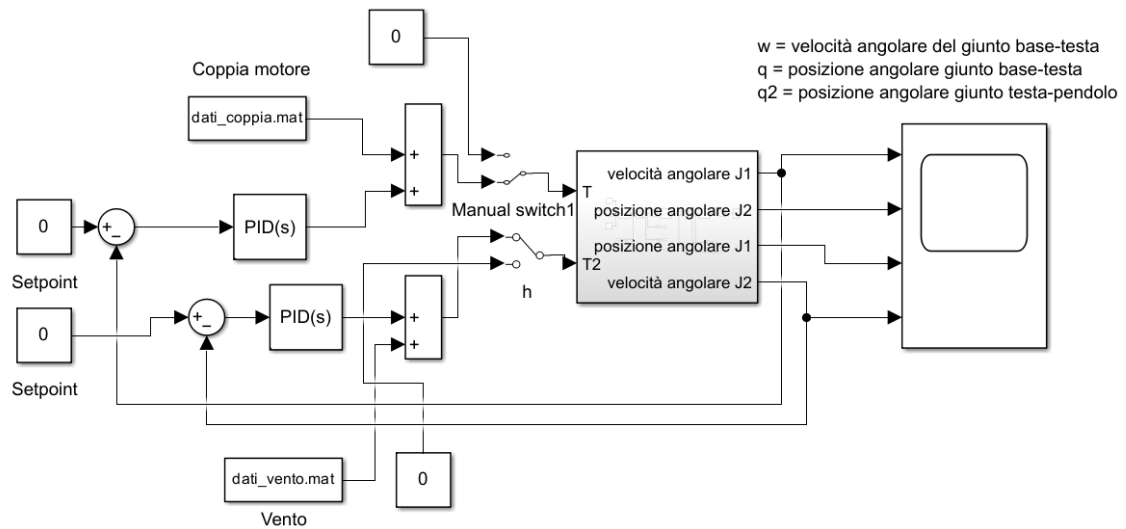 0
w = velocità angolare del giunto base-testa
q = posizione angolare giunto base-testa
q2 = posizione angolare giunto testa-pendolo
Coppia motore
dati_coppia.mat
+
+
velocità angolare J1
T
posizione angolare J2
Manual switch1
0
+
−
PID(s)
posizione angolare J1
T2
velocità angolare J2
Setpoint
h
0
+
−
PID(s)
+
+
Setpoint
dati_vento.mat
0
Vento